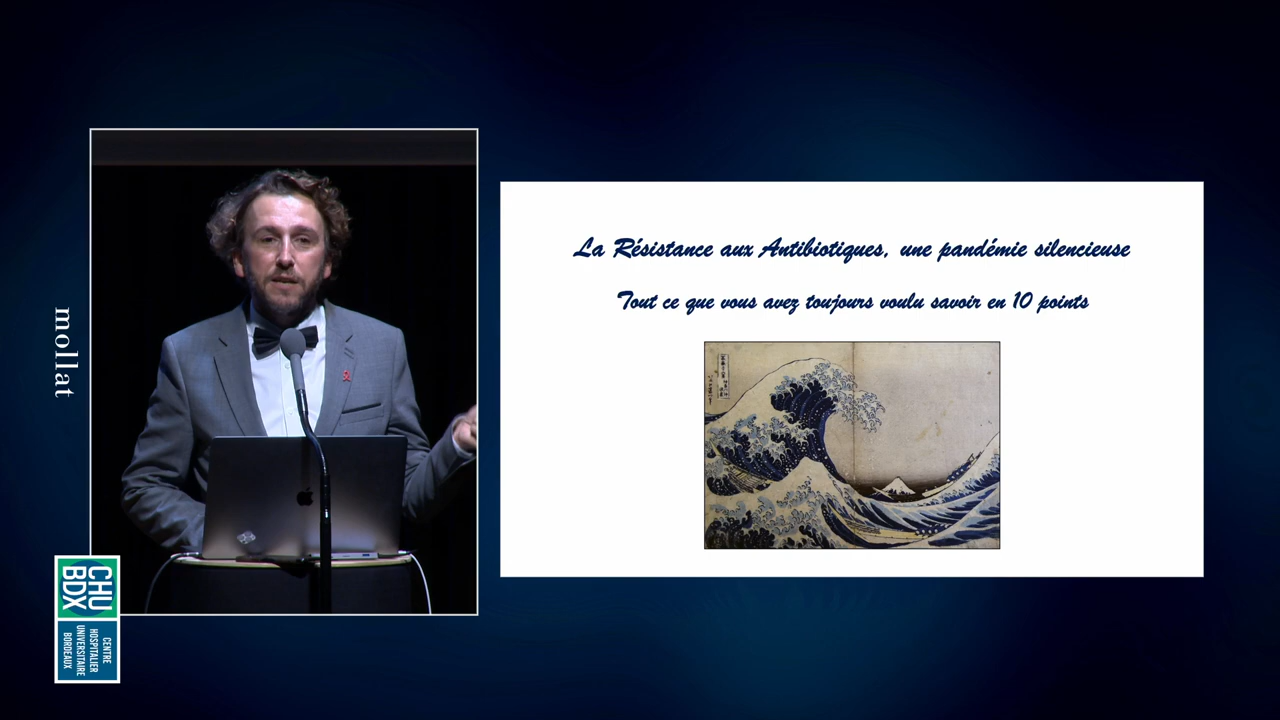 mollat
CHU
BDX
CENTRE
HOSPITALIER
UNIVERSITAIRE
BORDEAUX
La Résistance aux Antibiotiques, une pandémie silencieuse
Tout ce que vous avez toujours voulu savoir en 10 points